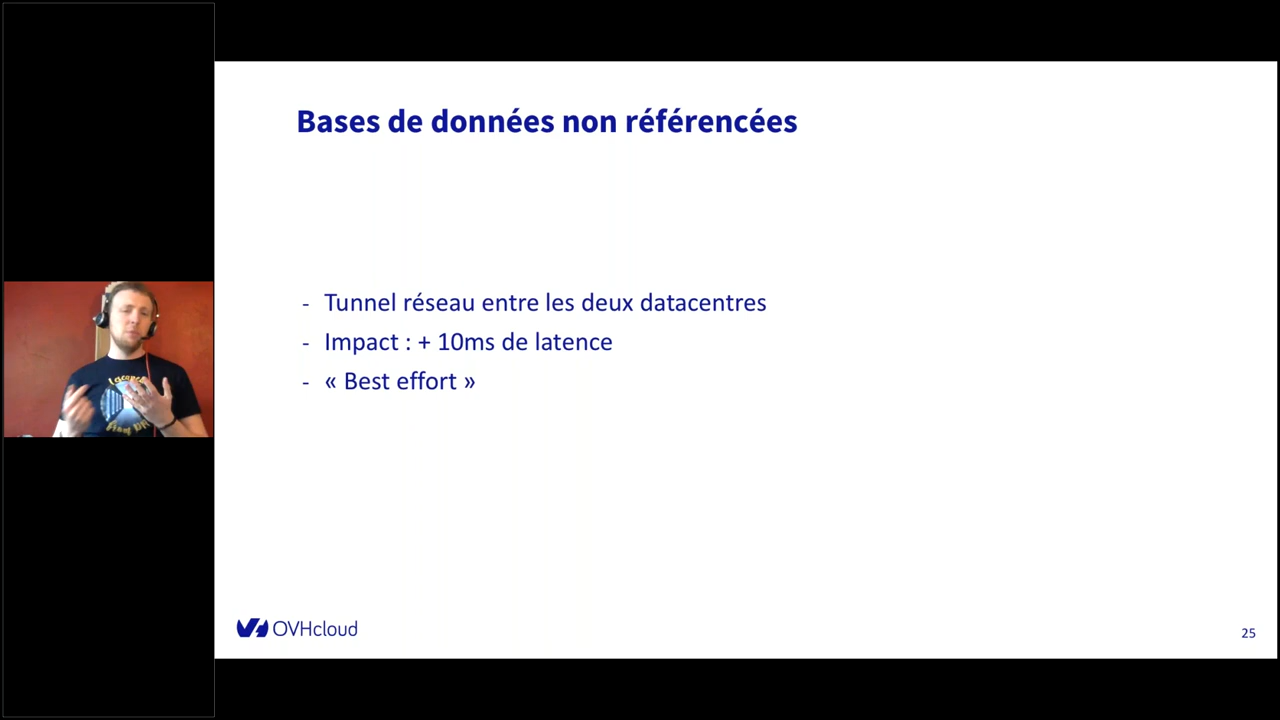 Bases de données non référencées
- Tunnel réseau entre les deux datacentres
- Impact : + 10ms de latence
- « Best effort »
OVHcloud
25